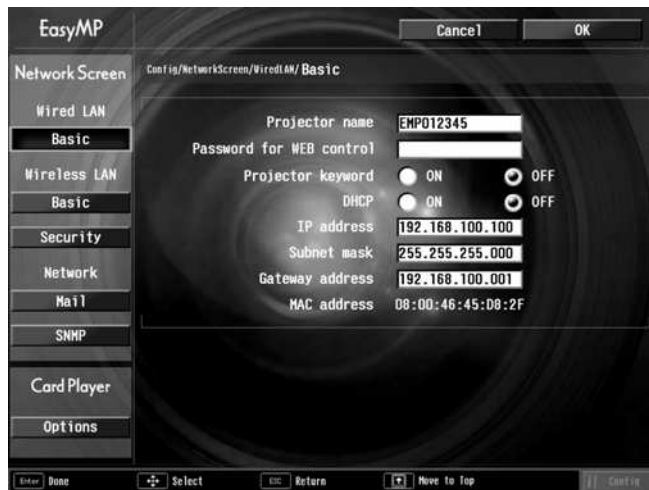 EasyMP
Cancel
OK
Network Screen
Config/NetworkScreen/WiredLAN/Basic
Wired LAN
Basic
Wireless LAN
Basic
Security
Network
Mail
SNMP
Card Player
Options
Projector name EMP012345
Password for WEB control
Projector keyword ON OFF
DHCP ON OFF
IP address 192.168.100.100
Subnet mask 255.255.255.000
Gateway address 192.168.100.001
MAC address 08:00:46:45:D8:2F
Enter Done
Select
ESC Return
Move to Top
Config